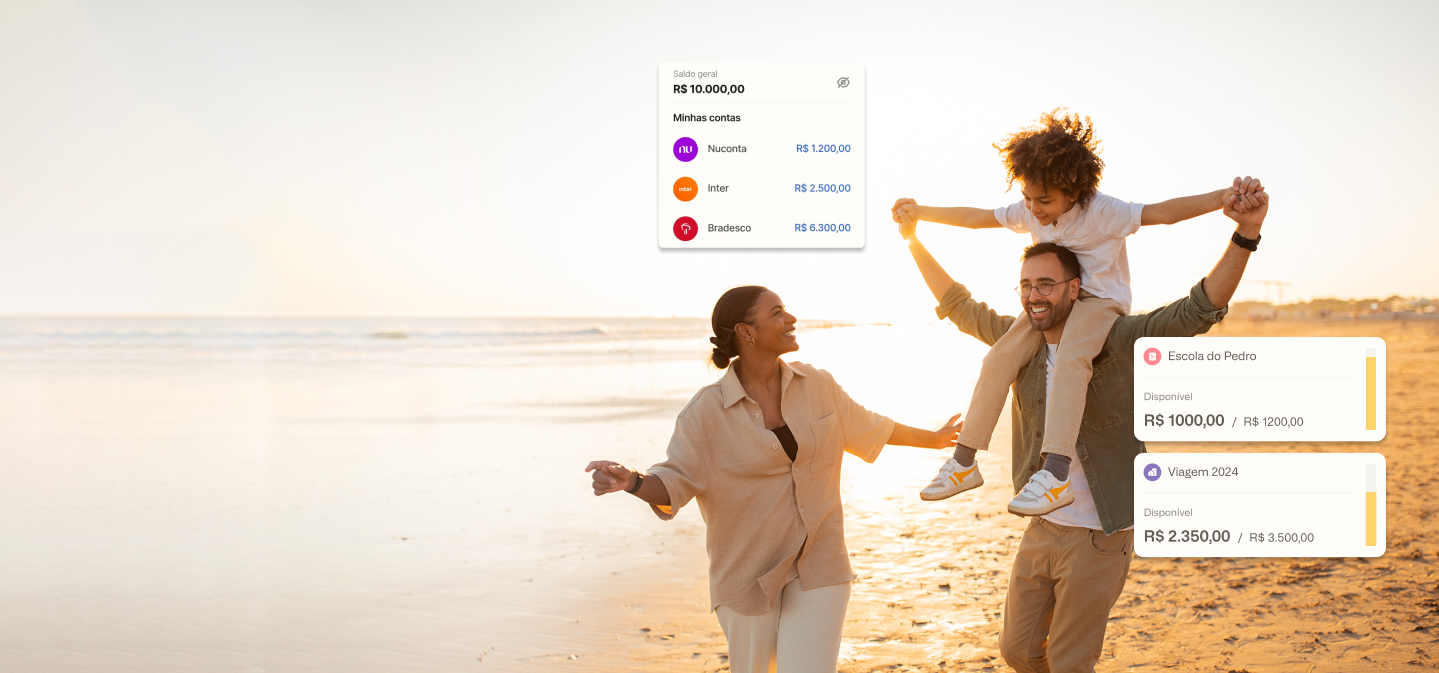 Saldo geral
R$ 10.000,00
Minhas contas
nu Nuconta R$ 1.200,00
inter Inter R$ 2.500,00
Bradesco R$ 6.300,00
Escola do Pedro
Disponível
R$ 1000,00 / R$ 1200,00
Viagem 2024
Disponível
R$ 2.350,00 / R$ 3.500,00